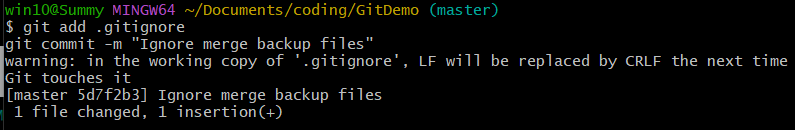 win10@Summy MINGW64 ~/Documents/coding/GitDemo (master)
$ git add .gitignore
git commit -m "Ignore merge backup files"
warning: in the working copy of '.gitignore', LF will be replaced by CRLF the next time
Git touches it
[master 5d7f2b3] Ignore merge backup files
 1 file changed, 1 insertion(+)